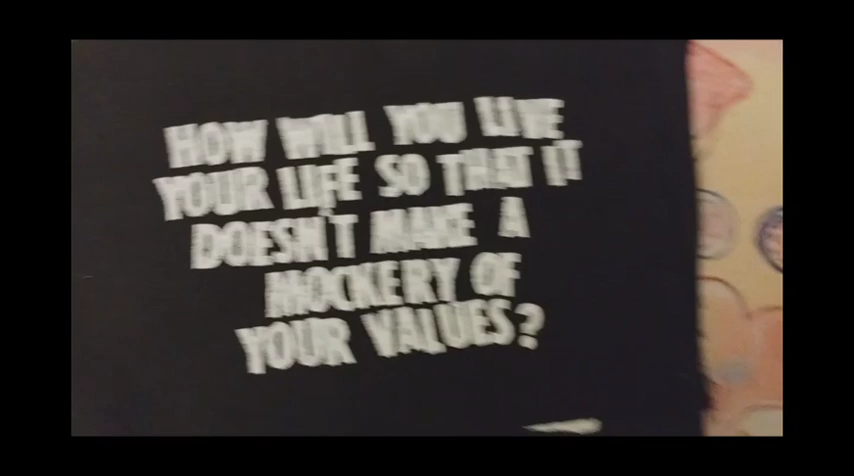 HOW WILL YOU LIVE
YOUR LIFE SO THAT IT
DOESN'T MAKE A
MOCKERY OF
YOUR VALUES?